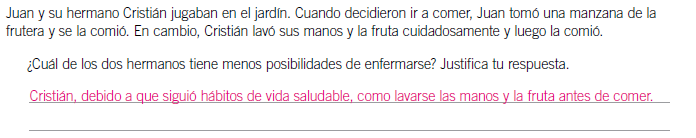 Juan y su hermano Cristián jugaban en el jardín. Cuando decidieron ir a comer, Juan tomó una manzana de la
frutera y se la comió. En cambio, Cristián lavó sus manos y la fruta cuidadosamente y luego la comió.
¿Cuál de los dos hermanos tiene menos posibilidades de enfermarse? Justifica tu respuesta.
Cristián, debido a que siguió hábitos de vida saludable, como lavarse las manos y la fruta antes de comer.